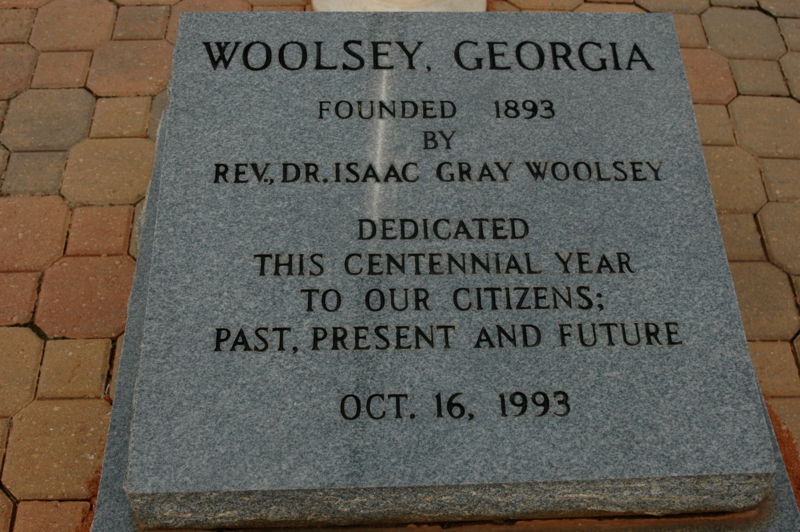 WOOLSEY, GEORGIA
FOUNDED 1893
BY
REV., DR. ISAAC GRAY WOOLSEY
DEDICATED
THIS CENTENNIAL YEAR
TO OUR CITIZENS;
PAST, PRESENT AND FUTURE
OCT. 16, 1993